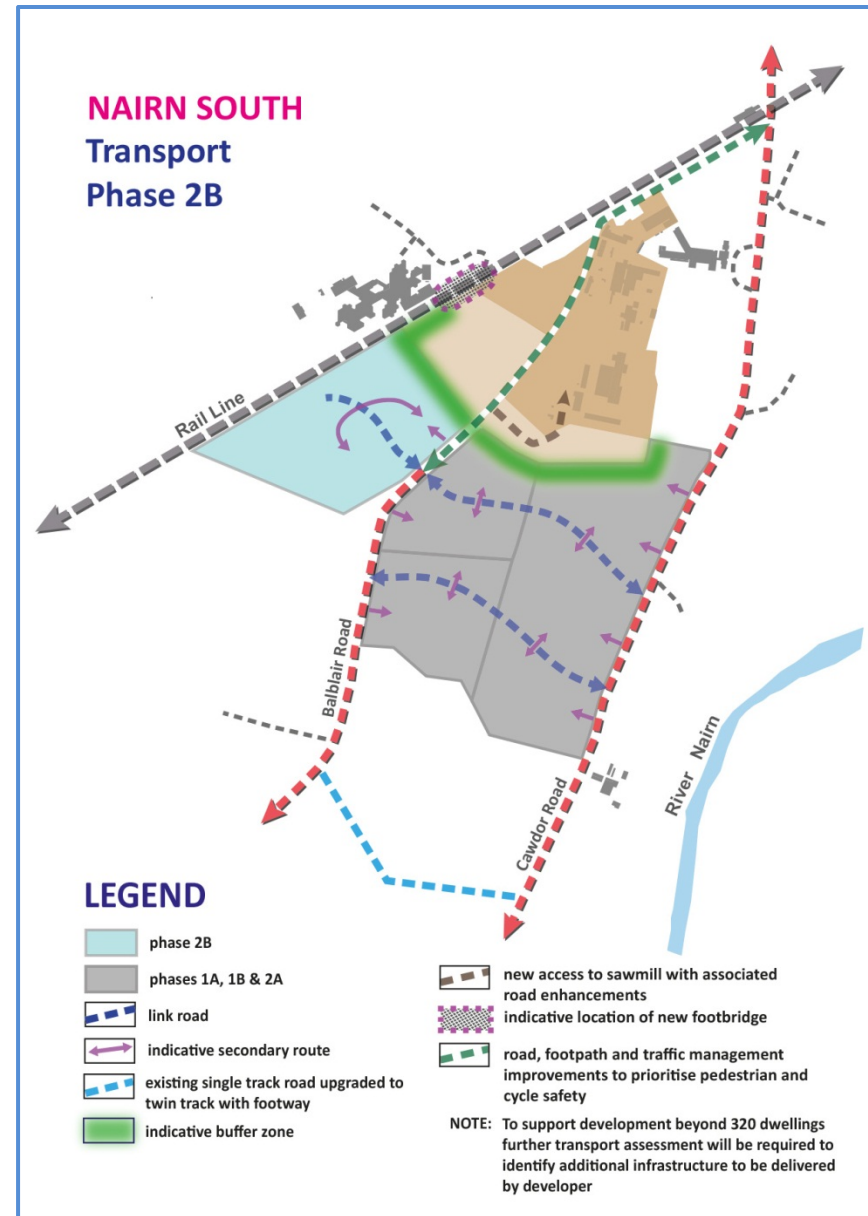 NAIRN SOUTH
Transport
Phase 2B
Rail Line
Balblair Road
Cawdor Road
River Nairn
LEGEND
phase 2B
phases 1A, 1B & 2A
link road
indicative secondary route
existing single track road upgraded to
twin track with footway
indicative buffer zone
new access to sawmill with associated
road enhancements
indicative location of new footbridge
road, footpath and traffic management
improvements to prioritise pedestrian and
cycle safety
NOTE: To support development beyond 320 dwellings
further transport assessment will be required to
identify additional infrastructure to be delivered
by developer